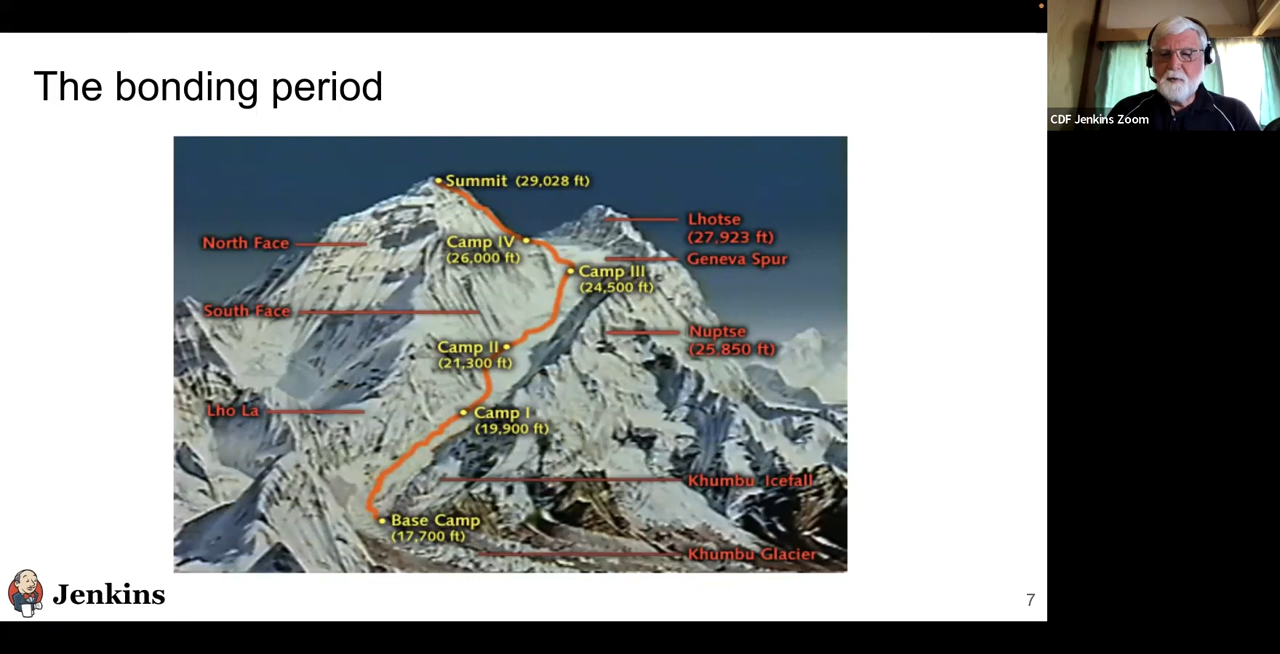 The bonding period
CDF Jenkins Zoom
Summit (29,028 ft)
Lhotse
(27,923 ft)
North Face
Camp IV
(26,000 ft)
Geneva Spur
Camp III
(24,500 ft)
South Face
Nuptse
(25,850 ft)
Camp II
(21,300 ft)
Lho La
Camp I
(19,900 ft)
Khumbu Icefall
Base Camp
(17,700 ft)
Khumbu Glacier
Jenkins
7